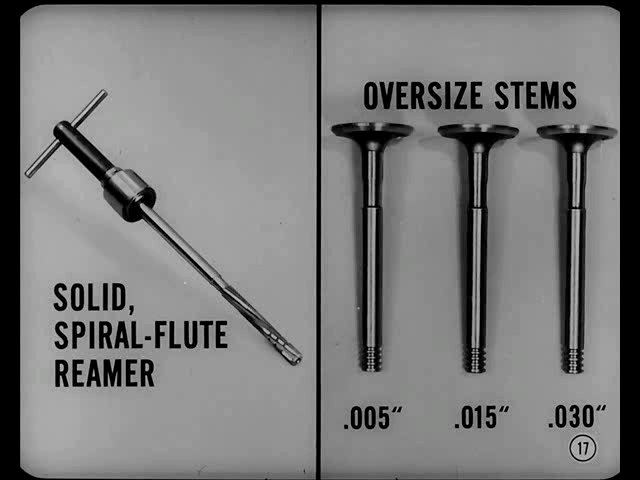 SOLID,
SPIRAL-FLUTE
REAMER
OVERSIZE STEMS
.005“ .015“ .030“
17